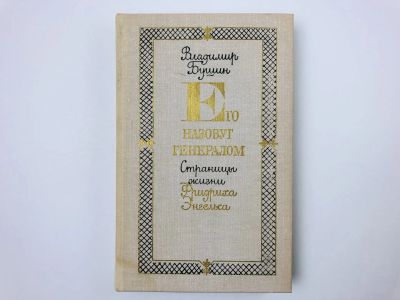 Владимир
Бушин
Его
назовут
генералом
Страницы
жизни
Фридриха
Энгельса